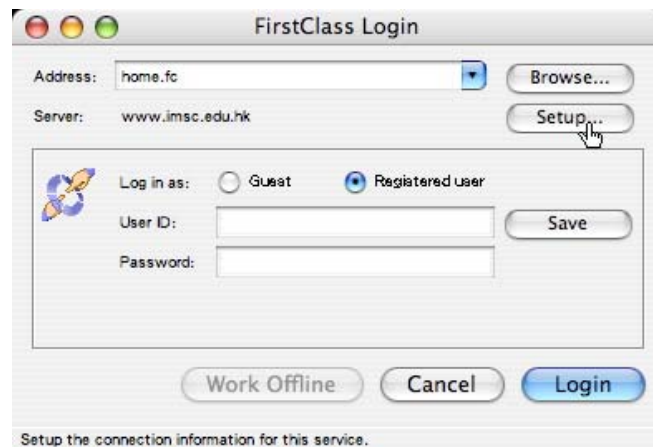 FirstClass Login
Address: home.fc Browse...
Server: www.imsc.edu.hk Setup...
Log in as: Guest Registered user
User ID: Save
Password:
Work Offline Cancel Login
Setup the connection information for this service.